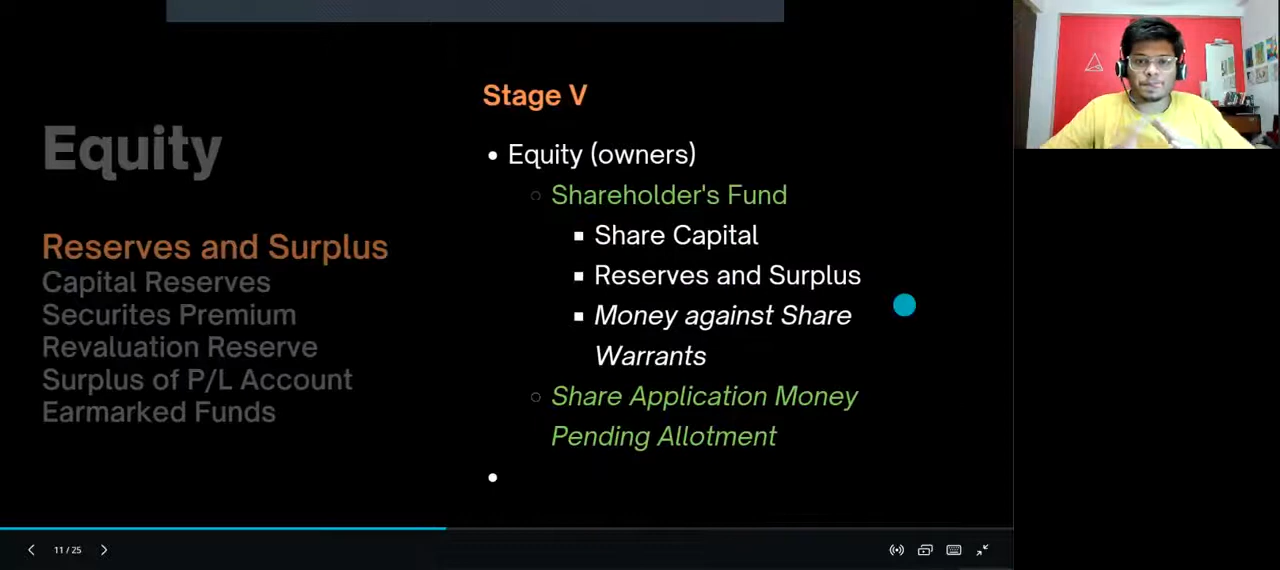 Equity
Reserves and Surplus
Capital Reserves
Securites Premium
Revaluation Reserve
Surplus of P/L Account
Earmarked Funds
Stage V
Equity (owners)
Shareholder's Fund
Share Capital
Reserves and Surplus
Money against Share
Warrants
Share Application Money
Pending Allotment
11 / 25